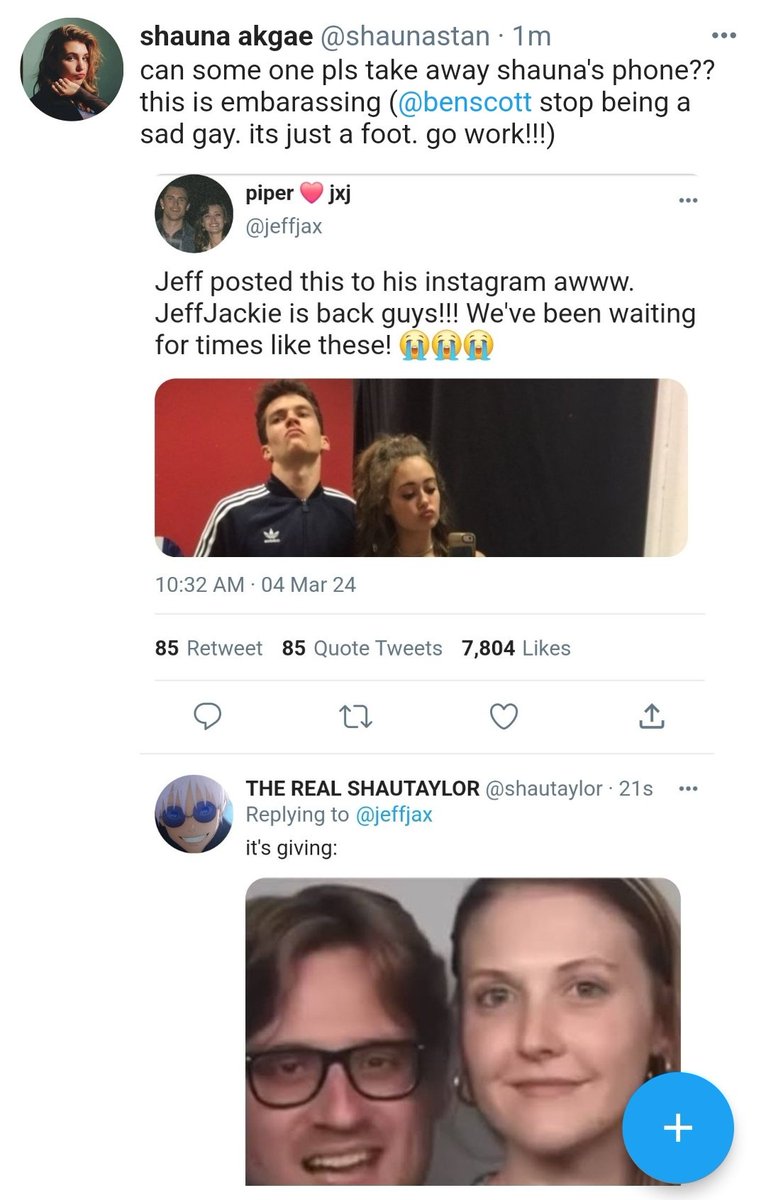 shauna akgae @shaunastan · 1m
can some one pls take away shauna's phone??
this is embarassing (@benscott stop being a
sad gay. its just a foot. go work!!!)
piper ❤️ jxj
@jeffjax
Jeff posted this to his instagram awww.
JeffJackie is back guys!!! We've been waiting
for times like these! 😭😭😭
10:32 AM · 04 Mar 24
85 Retweet 85 Quote Tweets 7,804 Likes
THE REAL SHAUTAYLOR @shautaylor · 21s
Replying to @jeffjax
it's giving: